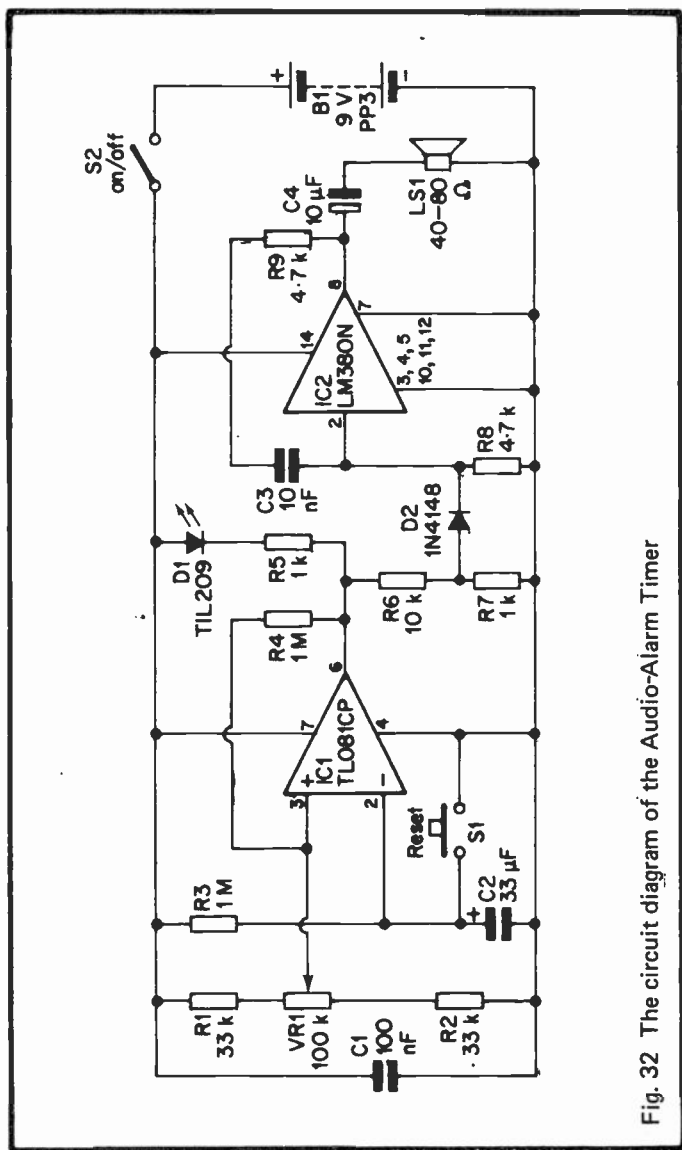 S2
on/off
+
B1
9 V
PP3
-
D1
TIL209
R5
1 k
R4
1 M
R3
1 M
R1
33 k
VR1
100 k
R2
33 k
C1
100
nF
3
+
IC1
TL081CP
2
-
7
6
4
Reset
S1
+
C2
33 µF
R6
10 k
R7
1 k
D2
1N4148
R8
4·7 k
C3
10
nF
2
IC2
LM380N
14
8
7
3, 4, 5
10, 11, 12
R9
4·7 k
C4
10 µF
LS1
40-80
Ω
Fig. 32 The circuit diagram of the Audio-Alarm Timer